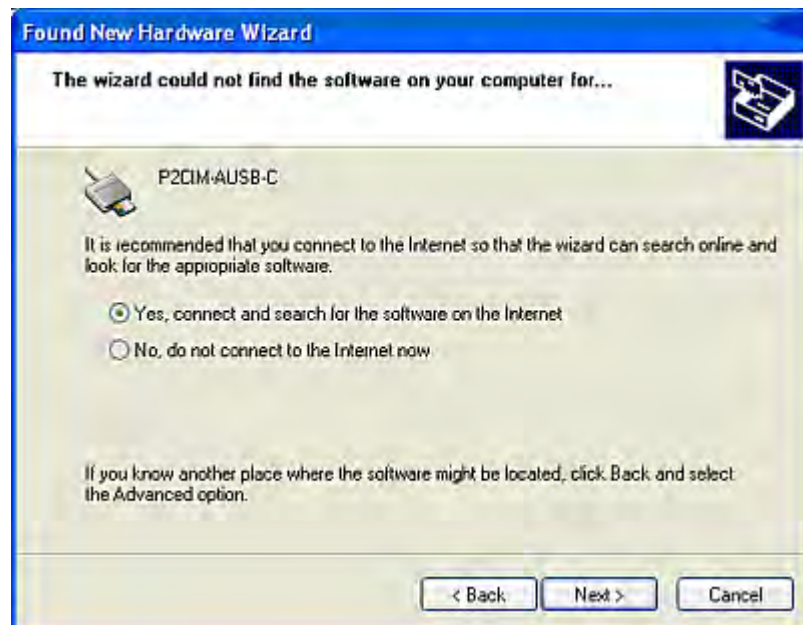 Found New Hardware Wizard
The wizard could not find the software on your computer for...
P2CIM-AUSB-C
It is recommended that you connect to the Internet so that the wizard can search online and
look for the appropriate software.
Yes, connect and search for the software on the Internet
No, do not connect to the Internet now
If you know another place where the software might be located, click Back and select
the Advanced option.
< Back Next > Cancel